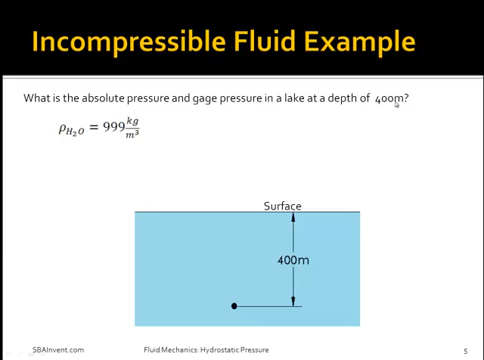 Incompressible Fluid Example
What is the absolute pressure and gage pressure in a lake at a depth of 400m?
ρH₂O = 999 kg/m³
Surface
400m
SBAInvent.com Fluid Mechanics: Hydrostatic Pressure 5